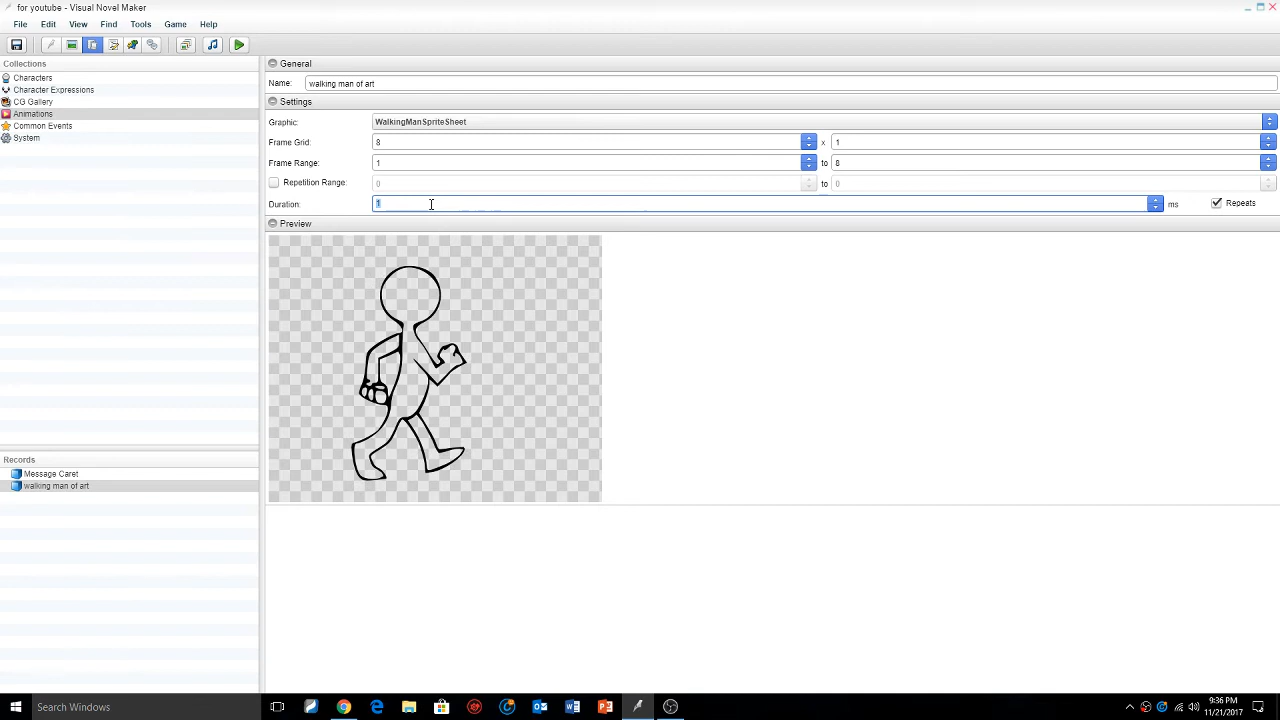 for youtube - Visual Novel Maker
File Edit View Find Tools Game Help
Collections
Characters
Character Expressions
CG Gallery
Animations
Common Events
System
General
Name: walking man of art
Settings
Graphic: WalkingManSpriteSheet
Frame Grid: 8 x 1
Frame Range: 1 to 8
Repetition Range: 0 to 0
Duration: 1 ms Repeats
Preview
Records
Message Caret
walking man of art
Search Windows
9:36 PM
11/21/2017